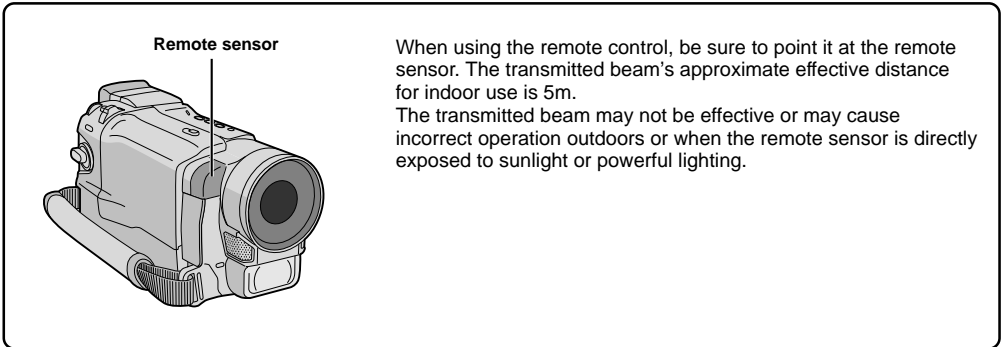 Remote sensor
When using the remote control, be sure to point it at the remote
sensor. The transmitted beam’s approximate effective distance
for indoor use is 5m.
The transmitted beam may not be effective or may cause
incorrect operation outdoors or when the remote sensor is directly
exposed to sunlight or powerful lighting.